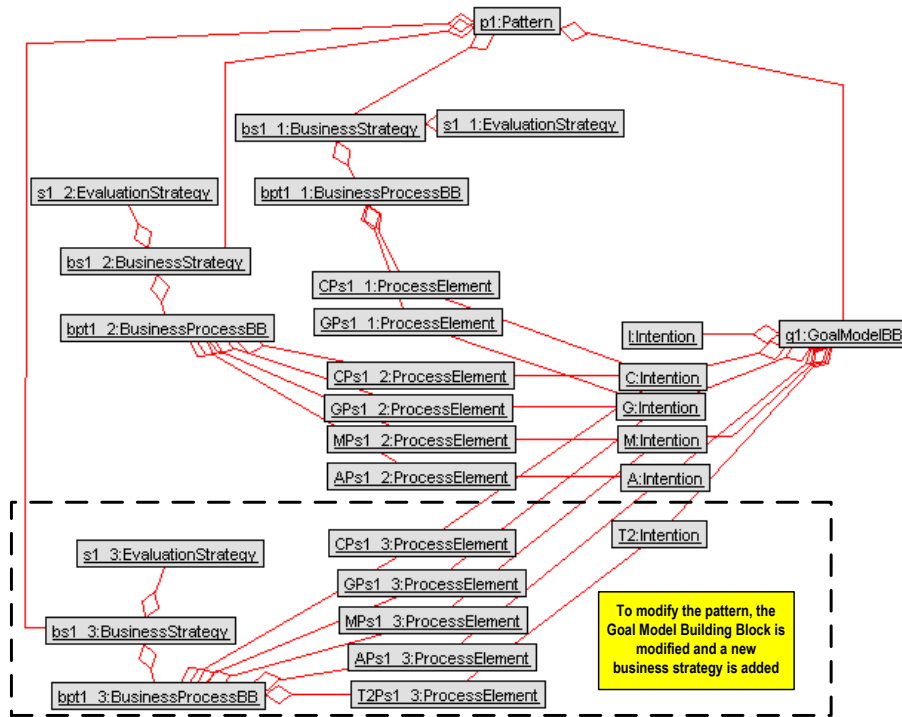 p1:Pattern
bs1_1:BusinessStrategy
s1_1:EvaluationStrategy
s1_2:EvaluationStrategy
bpt1_1:BusinessProcessBB
bs1_2:BusinessStrategy
CPs1_1:ProcessElement
bpt1_2:BusinessProcessBB
GPs1_1:ProcessElement
I:Intention
g1:GoalModelBB
CPs1_2:ProcessElement
C:Intention
GPs1_2:ProcessElement
G:Intention
MPs1_2:ProcessElement
M:Intention
APs1_2:ProcessElement
A:Intention
T2:Intention
CPs1_3:ProcessElement
s1_3:EvaluationStrategy
GPs1_3:ProcessElement
MPs1_3:ProcessElement
bs1_3:BusinessStrategy
APs1_3:ProcessElement
bpt1_3:BusinessProcessBB
T2Ps1_3:ProcessElement
To modify the pattern, the
Goal Model Building Block is
modified and a new
business strategy is added